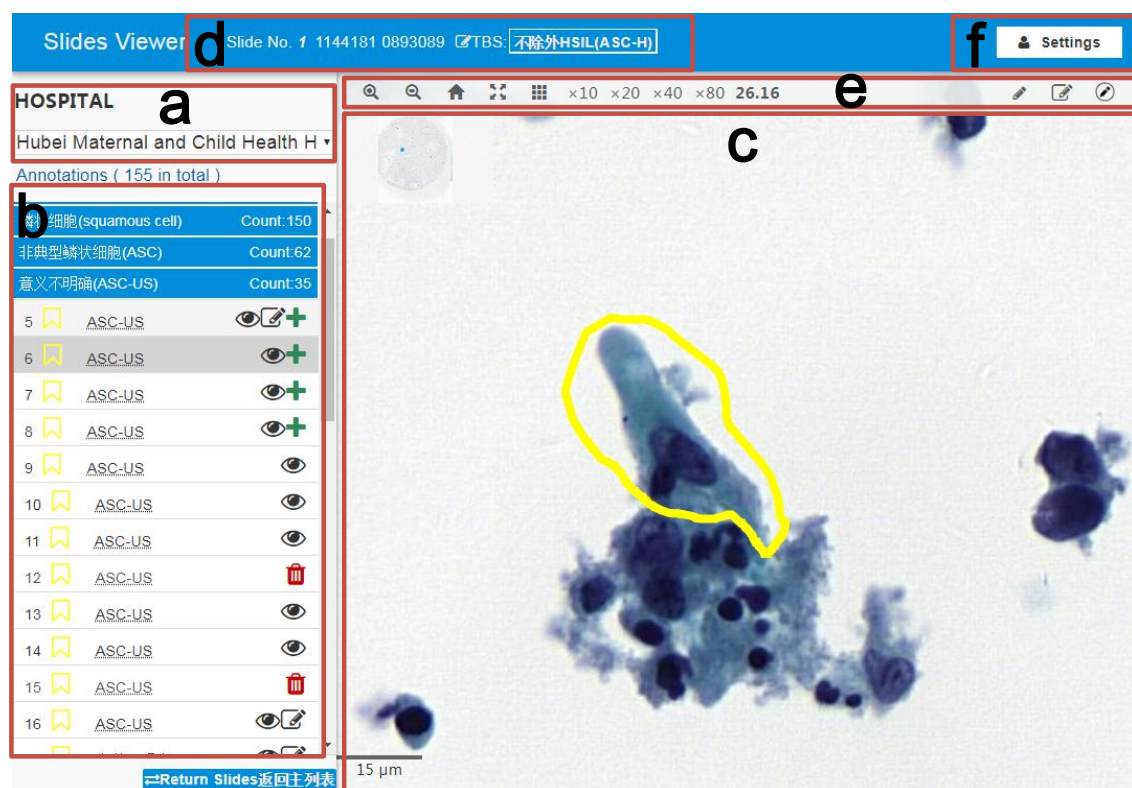 Slides Viewer
d
Slide No. 1 1144181 0893089 TBS: 不除外HSIL(ASC-H)
f
Settings
HOSPITAL
a
Hubei Maternal and Child Health H
×10 ×20 ×40 ×80 26.16
e
c
Annotations ( 155 in total )
b
鳞状细胞(squamous cell) Count:150
非典型鳞状细胞(ASC) Count:62
意义不明确(ASC-US) Count:35
5 ASC-US
6 ASC-US
7 ASC-US
8 ASC-US
9 ASC-US
10 ASC-US
11 ASC-US
12 ASC-US
13 ASC-US
14 ASC-US
15 ASC-US
16 ASC-US
15 μm
Return Slides返回主列表